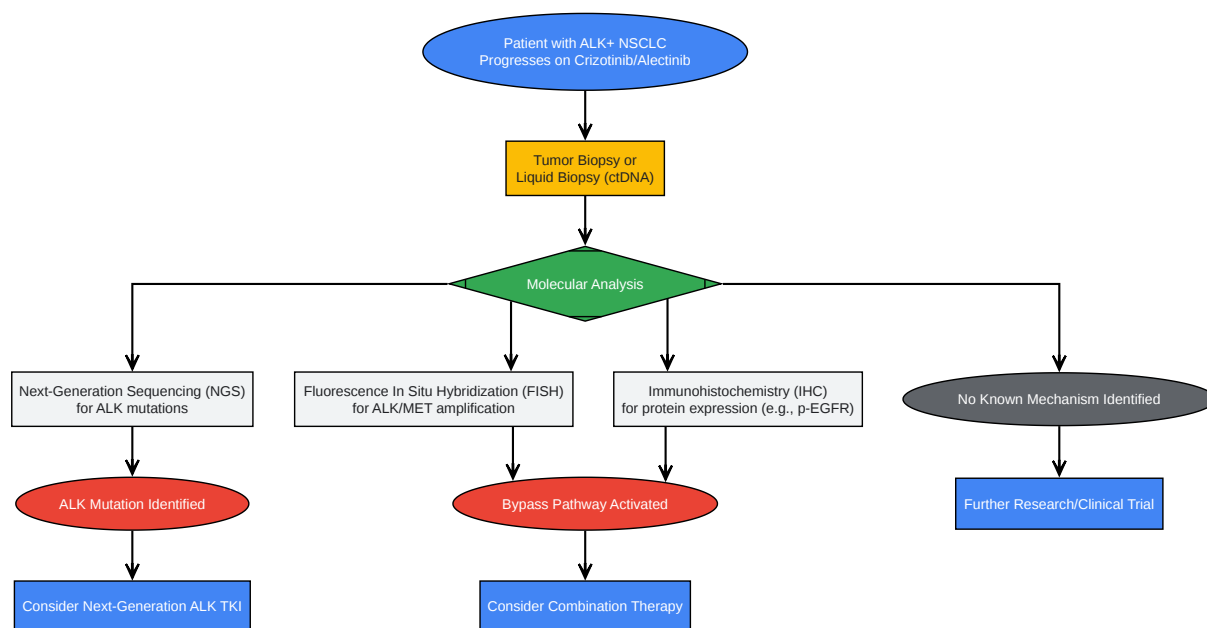 Patient with ALK+ NSCLC
Progresses on Crizotinib/Alectinib
Tumor Biopsy or
Liquid Biopsy (ctDNA)
Molecular Analysis
Next-Generation Sequencing (NGS)
for ALK mutations
Fluorescence In Situ Hybridization (FISH)
for ALK/MET amplification
Immunohistochemistry (IHC)
for protein expression (e.g., p-EGFR)
No Known Mechanism Identified
ALK Mutation Identified
Bypass Pathway Activated
Further Research/Clinical Trial
Consider Next-Generation ALK TKI
Consider Combination Therapy